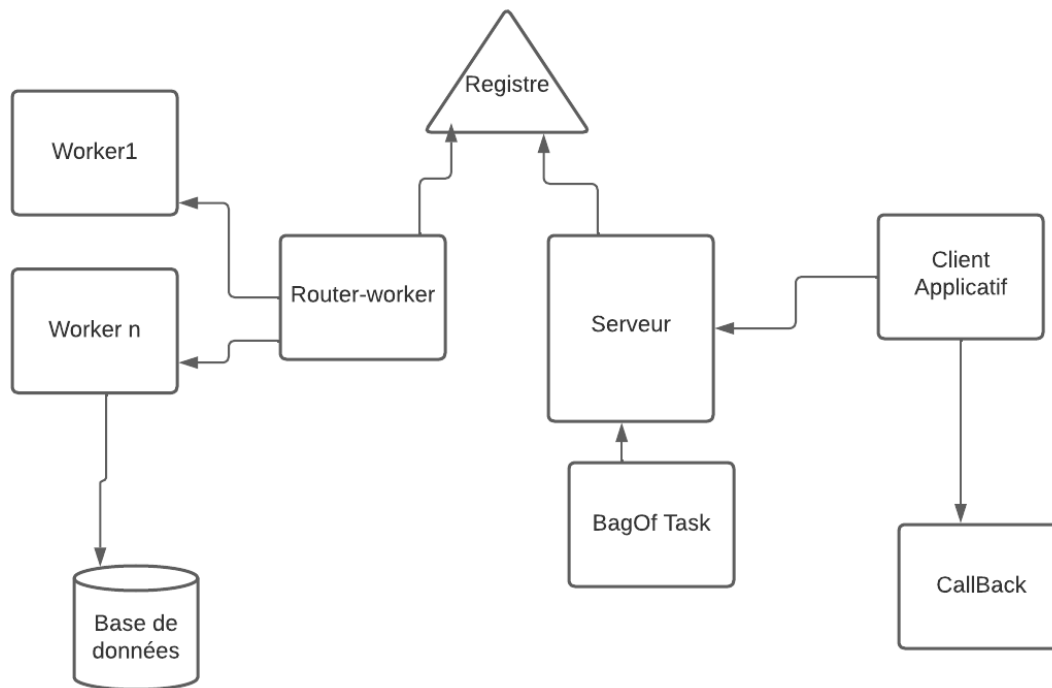 Registre
Worker1
Router-worker
Worker n
Serveur
Client
Applicatif
BagOf Task
CallBack
Base de
données